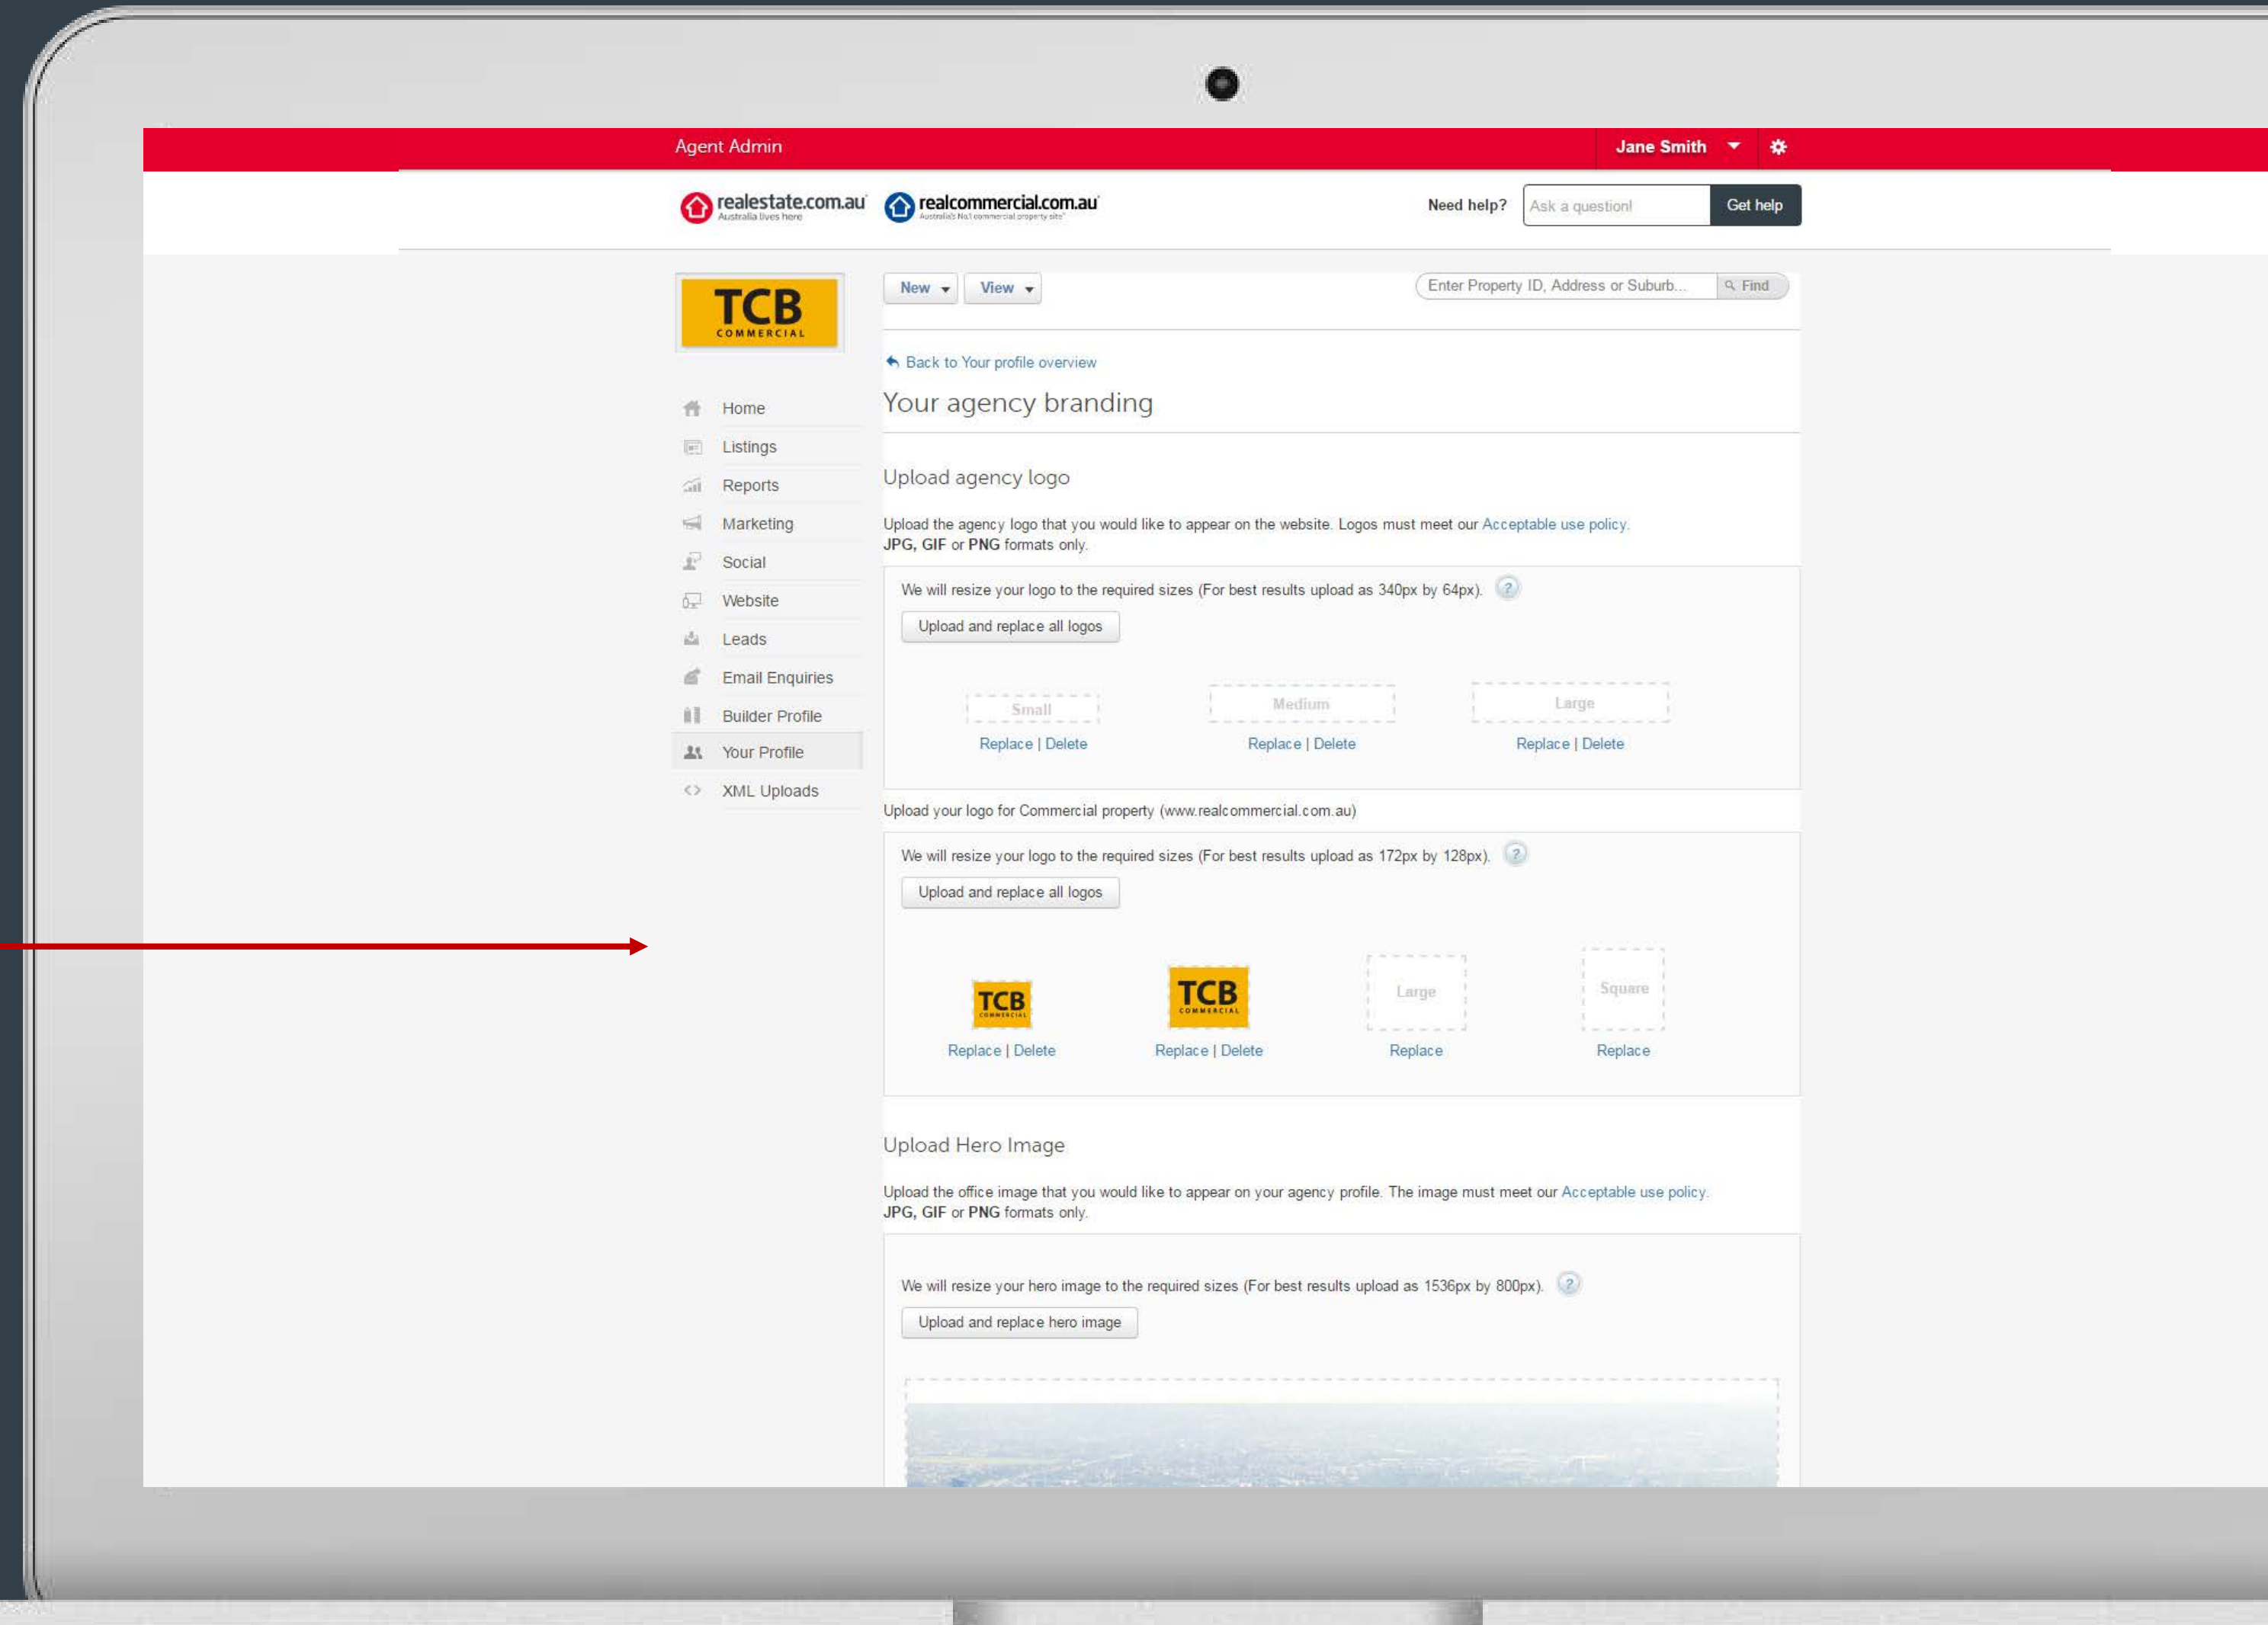 Agent Admin
Jane Smith
realestate.com.au
Australia lives here
realcommercial.com.au
Australia's No.1 commercial property site
Need help?
Ask a question!
Get help
TCB
COMMERCIAL
New
View
Enter Property ID, Address or Suburb...
Find
Back to Your profile overview
Home
Listings
Reports
Marketing
Social
Website
Leads
Email Enquiries
Builder Profile
Your Profile
XML Uploads
Your agency branding
Upload agency logo
Upload the agency logo that you would like to appear on the website. Logos must meet our Acceptable use policy.
JPG, GIF or PNG formats only.
We will resize your logo to the required sizes (For best results upload as 340px by 64px). ?
Upload and replace all logos
Small
Medium
Large
Replace | Delete
Replace | Delete
Replace | Delete
Upload your logo for Commercial property (www.realcommercial.com.au)
We will resize your logo to the required sizes (For best results upload as 172px by 128px). ?
Upload and replace all logos
TCB
COMMERCIAL
TCB
COMMERCIAL
Large
Square
Replace | Delete
Replace | Delete
Replace
Replace
Upload Hero Image
Upload the office image that you would like to appear on your agency profile. The image must meet our Acceptable use policy.
JPG, GIF or PNG formats only.
We will resize your hero image to the required sizes (For best results upload as 1536px by 800px). ?
Upload and replace hero image